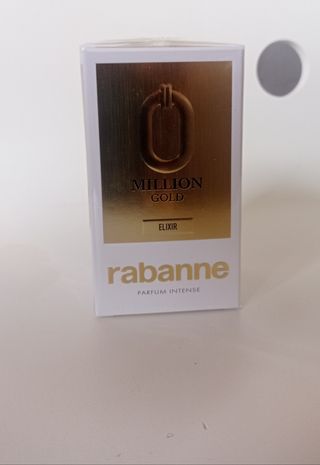 MILLION
GOLD
ELIXIR
rabanne
PARFUM INTENSE